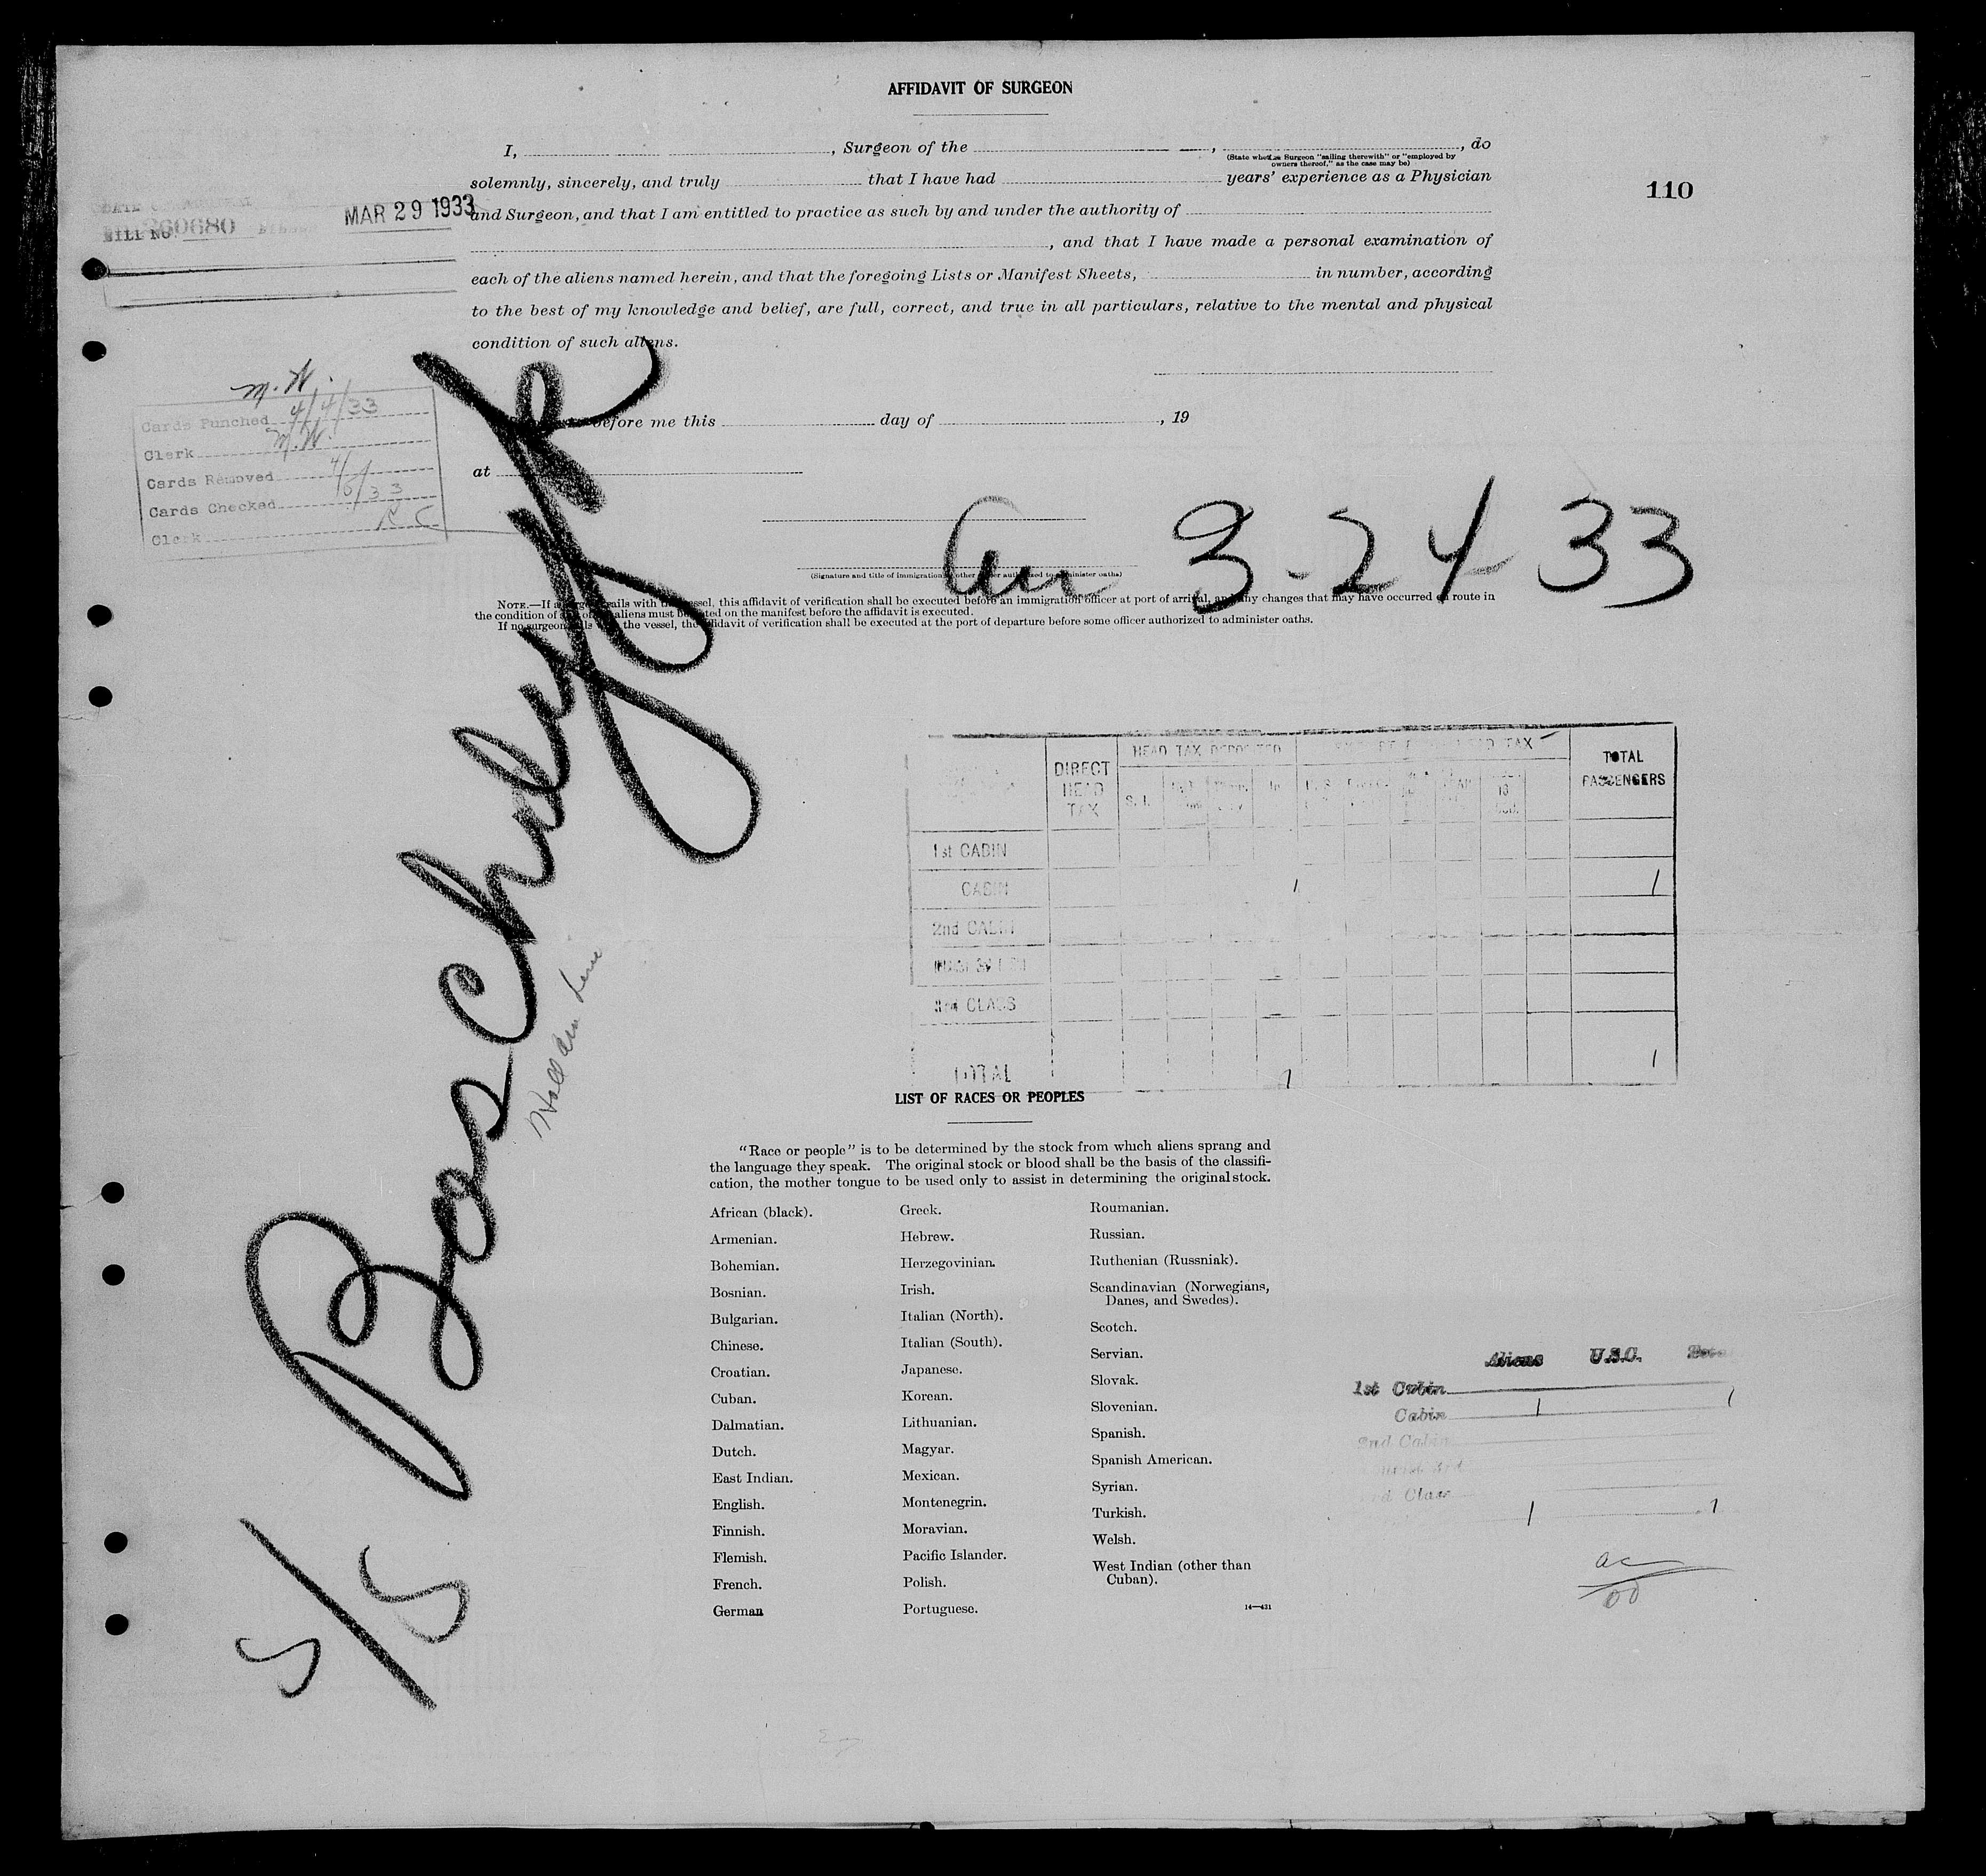 AFFIDAVIT OF SURGEON
I, , Surgeon of the , , do
(State whether Surgeon "sailing therewith" or "employed by
owners thereof," as the case may be)
solemnly, sincerely, and truly that I have had years' experience as a Physician
and Surgeon, and that I am entitled to practice as such by and under the authority of
, and that I have made a personal examination of
each of the aliens named herein, and that the foregoing Lists or Manifest Sheets, in number, according
to the best of my knowledge and belief, are full, correct, and true in all particulars, relative to the mental and physical
condition of such aliens.
110
DATE
BILL No. 260680
MAR 29 1933
M. W.
Cards Punched 4/4/33
Clerk M. W.
Cards Removed
Cards Checked 4/5/33
Clerk R C
before me this day of , 19
at
(Signature and title of immigration or other officer authorized to administer oaths)
Arr 3-24-33
NOTE.—If a surgeon sails with the vessel, this affidavit of verification shall be executed before an immigration officer at port of arrival, and any changes that may have occurred en route in
the condition of any of the aliens must be noted on the manifest before the affidavit is executed.
If no surgeon sails with the vessel, the affidavit of verification shall be executed at the port of departure before some officer authorized to administer oaths.
S/S
DIRECT HEAD TAX
HEAD TAX DEPOSITED
HEAD TAX
TOTAL PASSENGERS
S. I.
1st CABIN
CABIN 1 1
2nd CABIN
3rd CLASS
TOTAL 1 1
LIST OF RACES OR PEOPLES
"Race or people" is to be determined by the stock from which aliens sprang and
the language they speak. The original stock or blood shall be the basis of the classifi-
cation, the mother tongue to be used only to assist in determining the original stock.
African (black).
Armenian.
Bohemian.
Bosnian.
Bulgarian.
Chinese.
Croatian.
Cuban.
Dalmatian.
Dutch.
East Indian.
English.
Finnish.
Flemish.
French.
German
Greek.
Hebrew.
Herzegovinian.
Irish.
Italian (North).
Italian (South).
Japanese.
Korean.
Lithuanian.
Magyar.
Mexican.
Montenegrin.
Moravian.
Pacific Islander.
Polish.
Portuguese.
Roumanian.
Russian.
Ruthenian (Russniak).
Scandinavian (Norwegians,
Danes, and Swedes).
Scotch.
Servian.
Slovak.
Slovenian.
Spanish.
Spanish American.
Syrian.
Turkish.
Welsh.
West Indian (other than
Cuban).
14—431
Aliens U.S.C.
1st Cabin
Cabin 1 1
2nd Cabin
Class
1 1